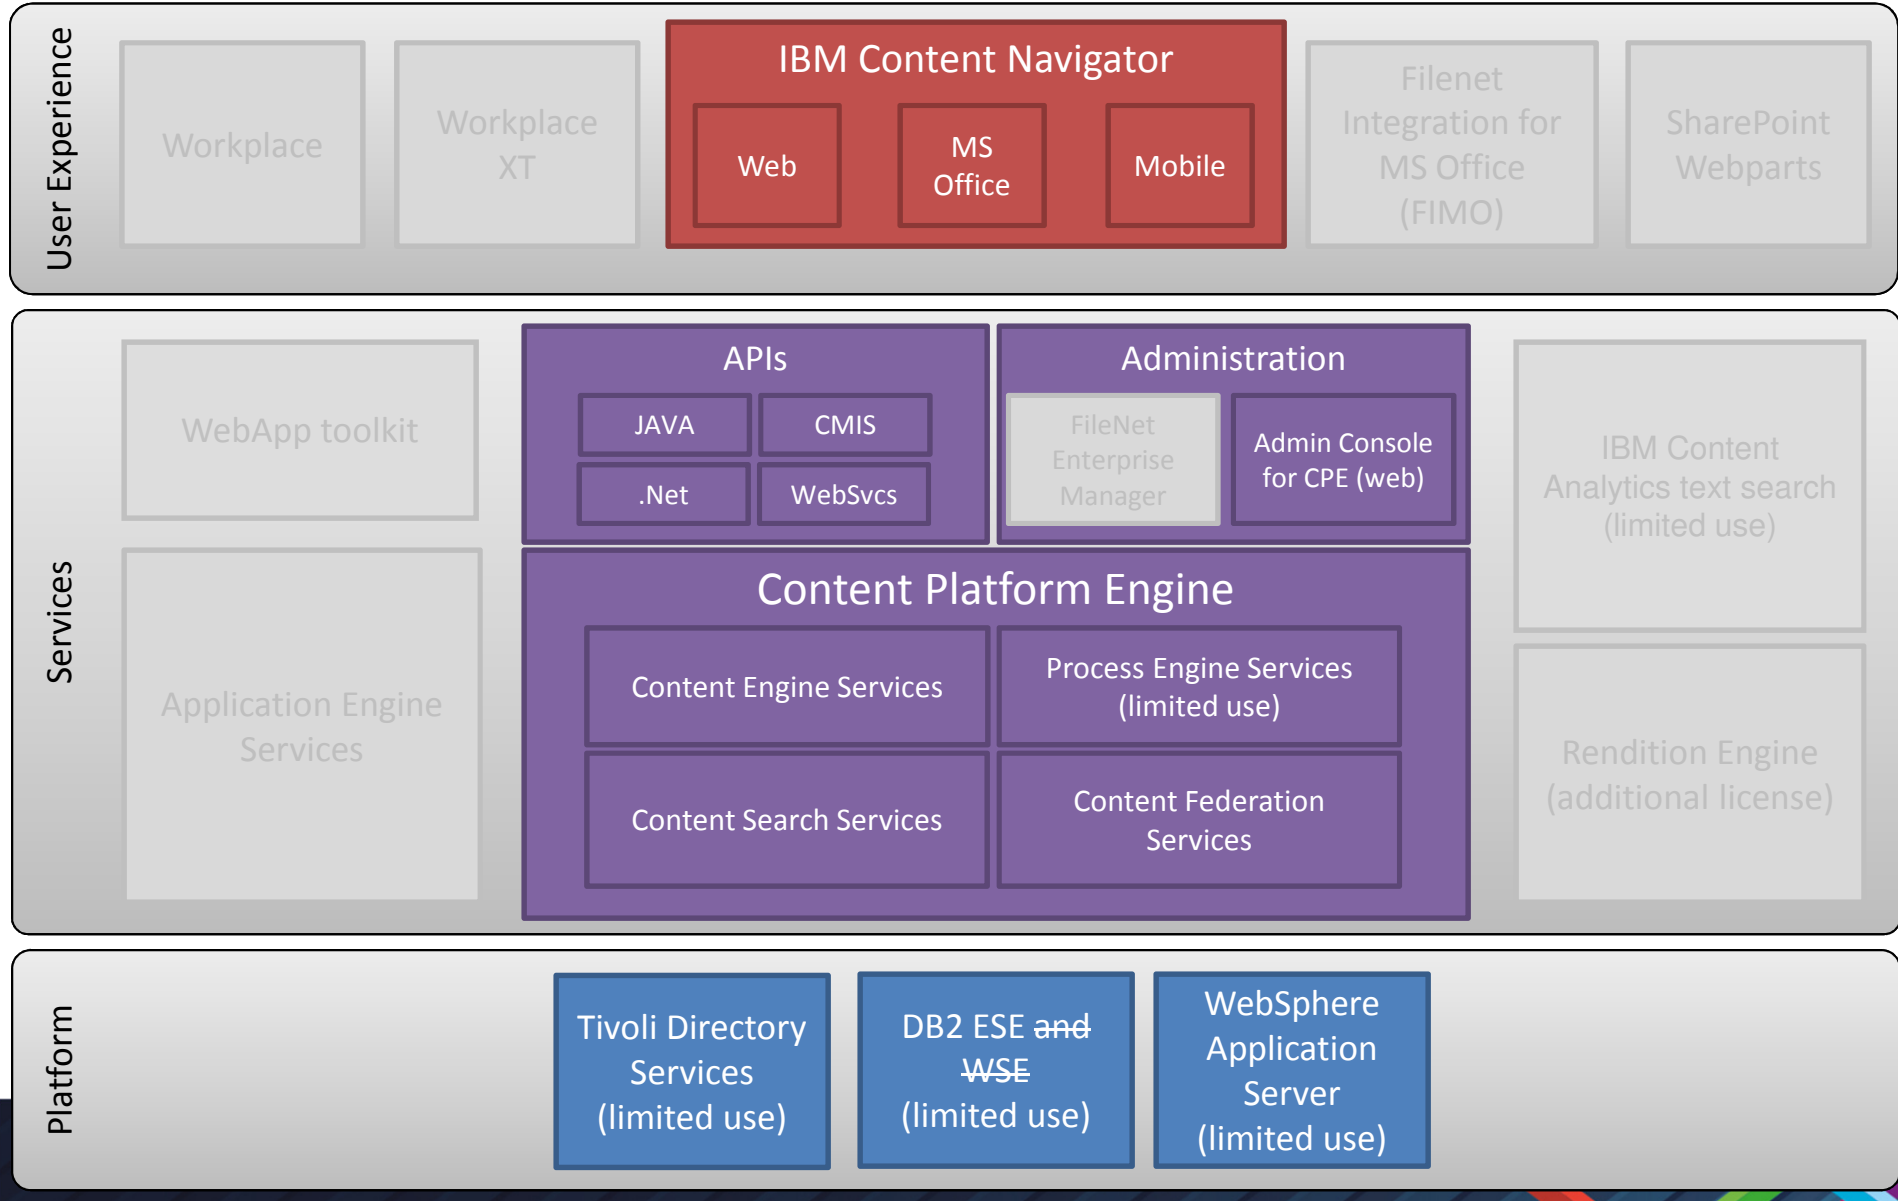 User Experience
Workplace
Workplace
XT
IBM Content Navigator
Web
MS
Office
Mobile
Filenet
Integration for
MS Office
(FIMO)
SharePoint
Webparts
Services
WebApp toolkit
Application Engine
Services
APIs
JAVA
CMIS
.Net
WebSvcs
Administration
FileNet
Enterprise
Manager
Admin Console
for CPE (web)
Content Platform Engine
Content Engine Services
Process Engine Services
(limited use)
Content Search Services
Content Federation
Services
IBM Content
Analytics text search
(limited use)
Rendition Engine
(additional license)
Platform
Tivoli Directory
Services
(limited use)
DB2 ESE and
WSE
(limited use)
WebSphere
Application
Server
(limited use)